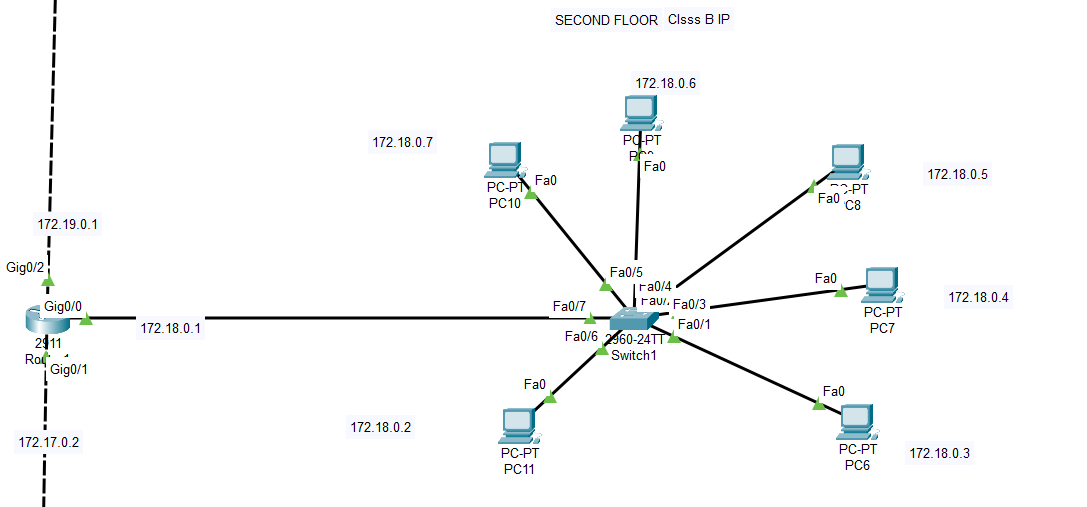 SECOND FLOOR Clsss B IP
172.18.0.6
PC-PT
Fa0
172.18.0.7
PC-PT
PC10
Fa0
172.18.0.5
PC-PT
C8
Fa0
172.19.0.1
Gig0/2
Gig0/0
2911
Gig0/1
172.18.0.1
172.17.0.2
Fa0/5
Fa0/4
Fa0/3
Fa0/7
Fa0/1
Fa0/6
2960-24TT
Switch1
Fa0
PC-PT
PC7
172.18.0.4
Fa0
PC-PT
PC11
172.18.0.2
Fa0
PC-PT
PC6
172.18.0.3